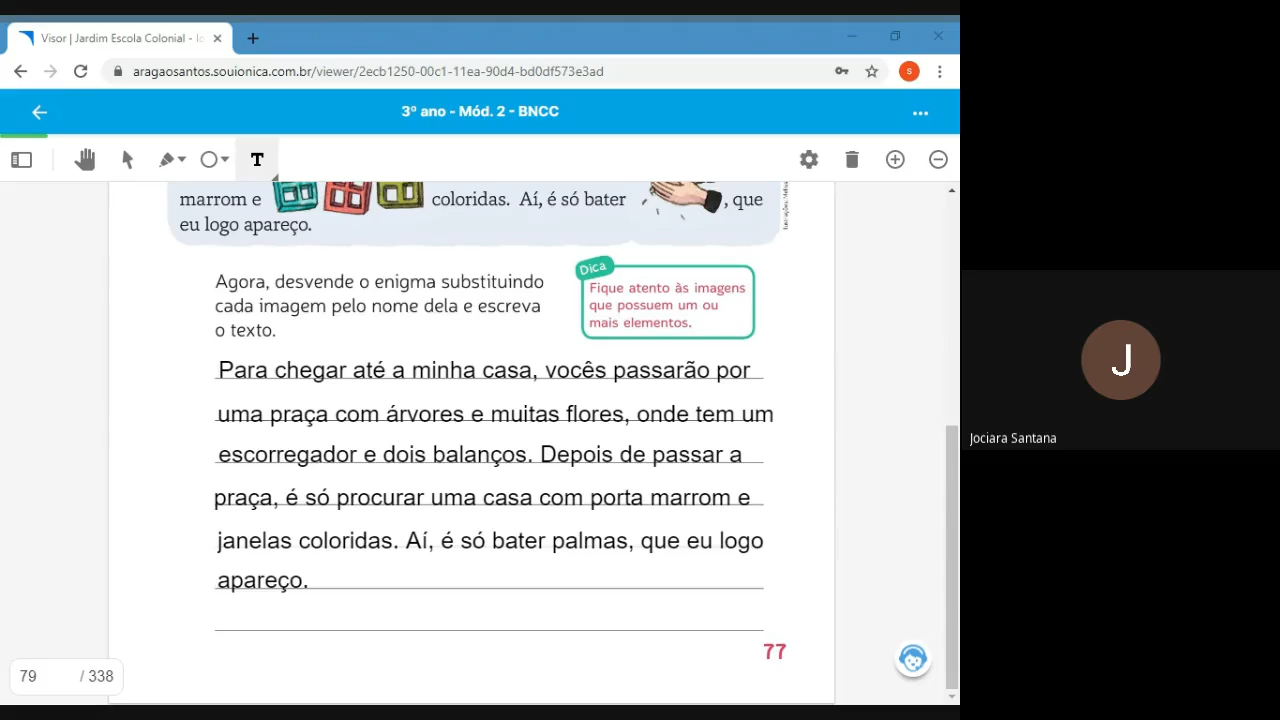 Visor | Jardim Escola Colonial - Io
aragaosantos.souionica.com.br/viewer/2ecb1250-00c1-11ea-90d4-bd0df573e3ad
S
3º ano - Mód. 2 - BNCC
T
marrom e coloridas. Aí, é só bater , que
eu logo apareço.
Agora, desvende o enigma substituindo
cada imagem pelo nome dela e escreva
o texto.
Dica
Fique atento às imagens
que possuem um ou
mais elementos.
Para chegar até a minha casa, vocês passarão por
uma praça com árvores e muitas flores, onde tem um
escorregador e dois balanços. Depois de passar a
praça, é só procurar uma casa com porta marrom e
janelas coloridas. Aí, é só bater palmas, que eu logo
apareço.
77
79 / 338
J
Jociara Santana